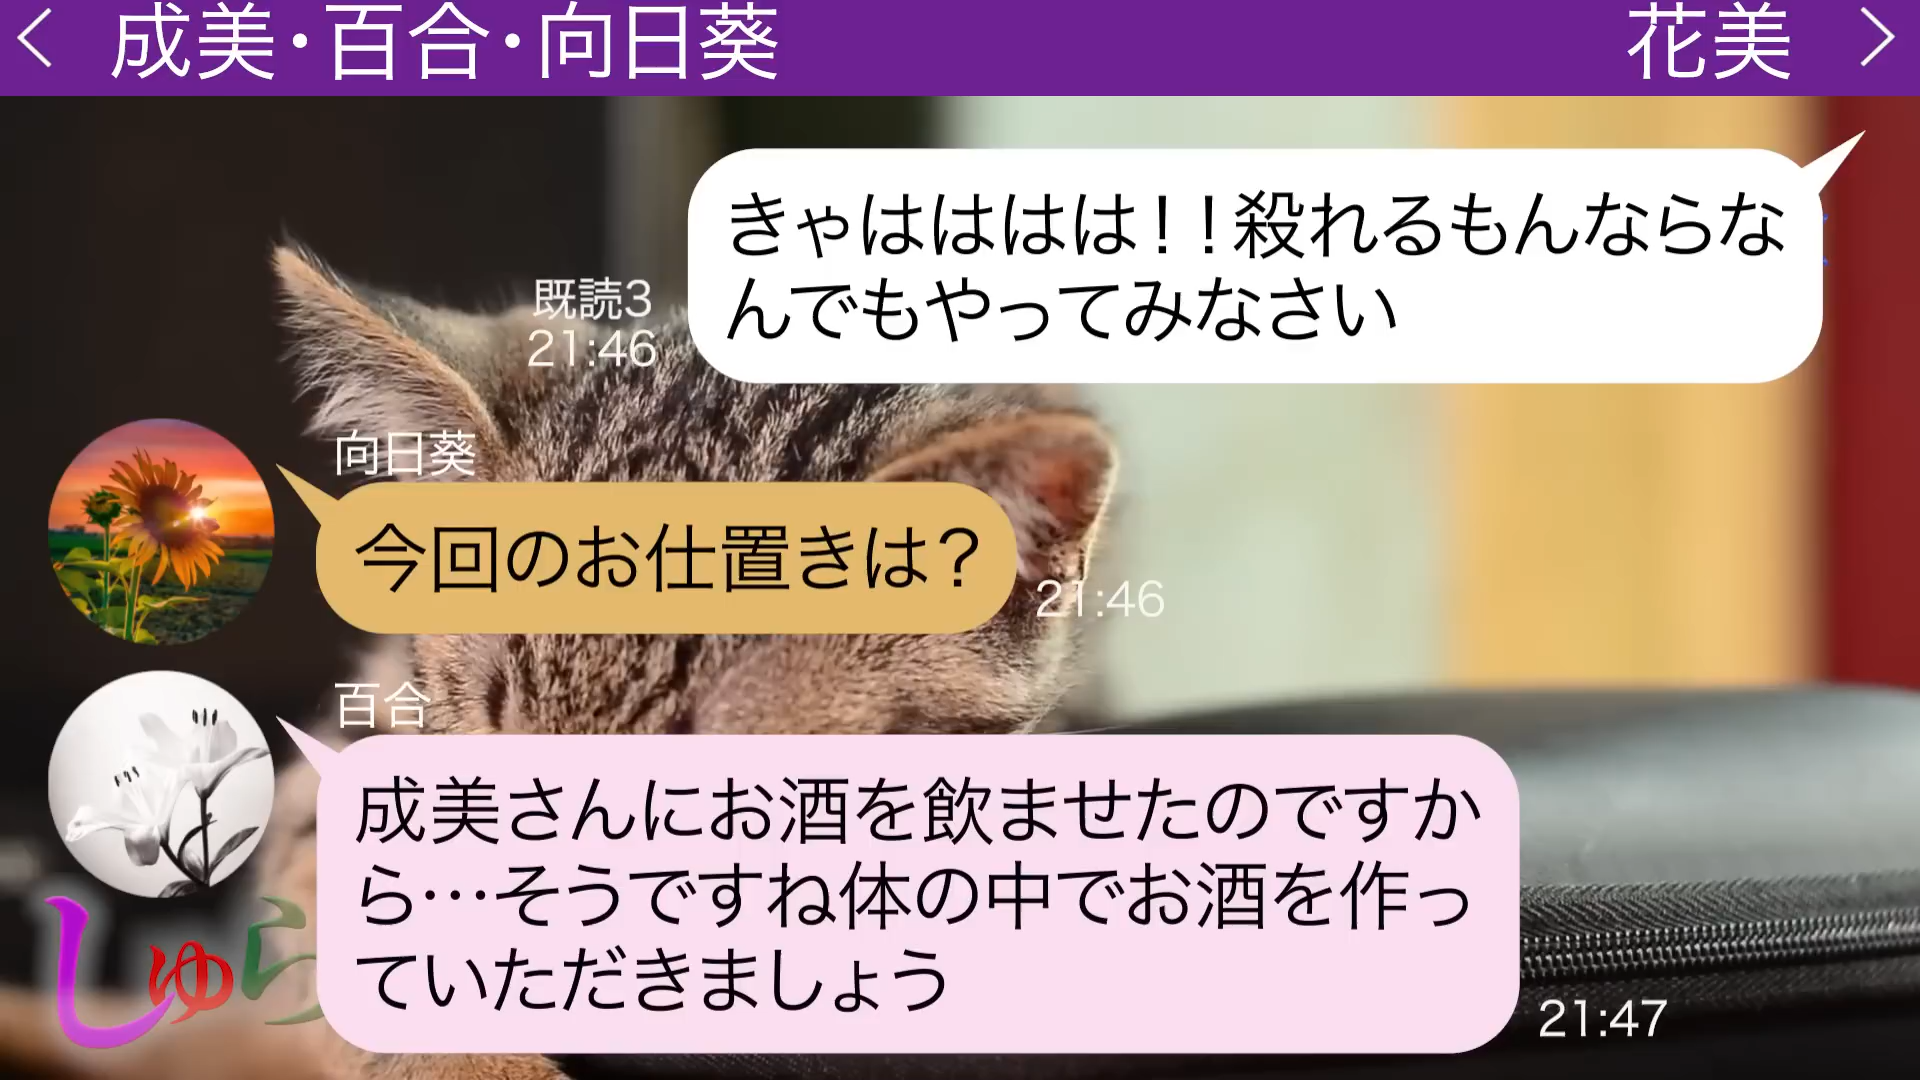 成美・百合・向日葵
花美
きゃはははは！！殺れるもんならな
んでもやってみなさい
既読3
21:46
向日葵
今回のお仕置きは？
21:46
百合
成美さんにお酒を飲ませたのですか
ら…そうですね体の中でお酒を作っ
ていただきましょう
21:47
しゅら